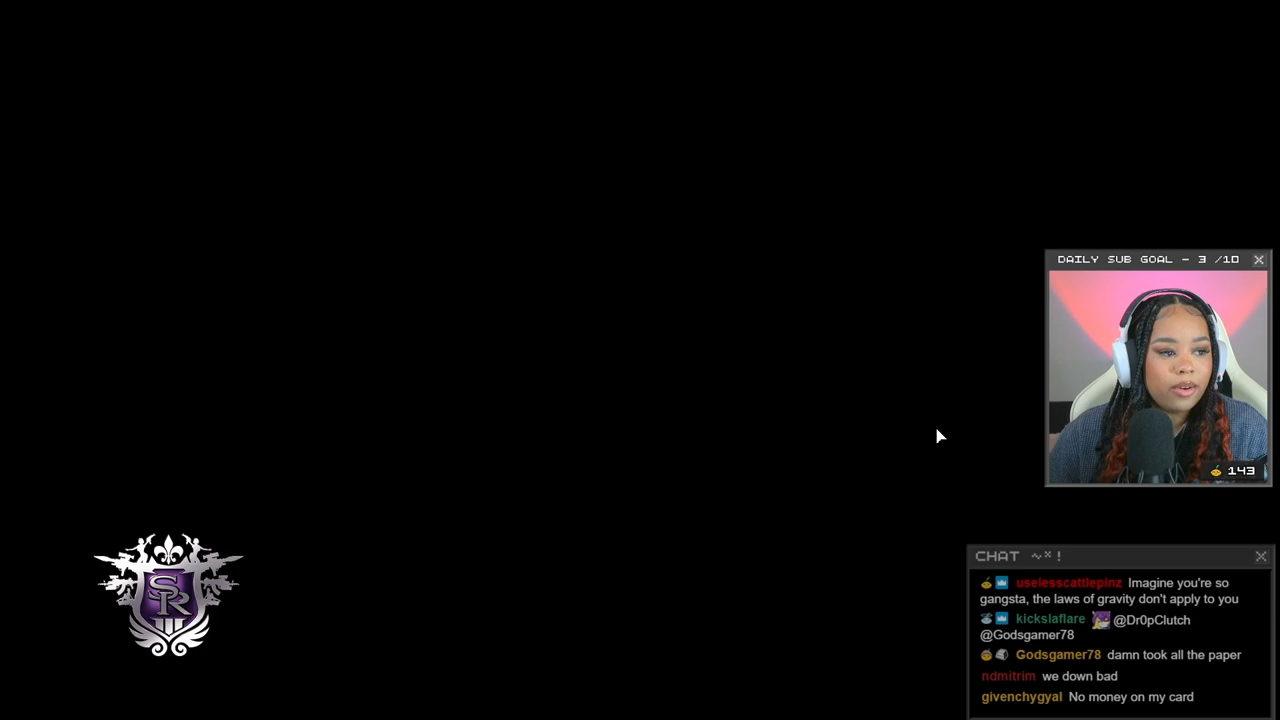 DAILY SUB GOAL - 3 /10
143
SR
III
CHAT ~× !
uselesscattlepinz Imagine you're so
gangsta, the laws of gravity don't apply to you
kickslaflare @Dr0pClutch
@Godsgamer78
Godsgamer78 damn took all the paper
ndmitrim we down bad
givenchygyal No money on my card